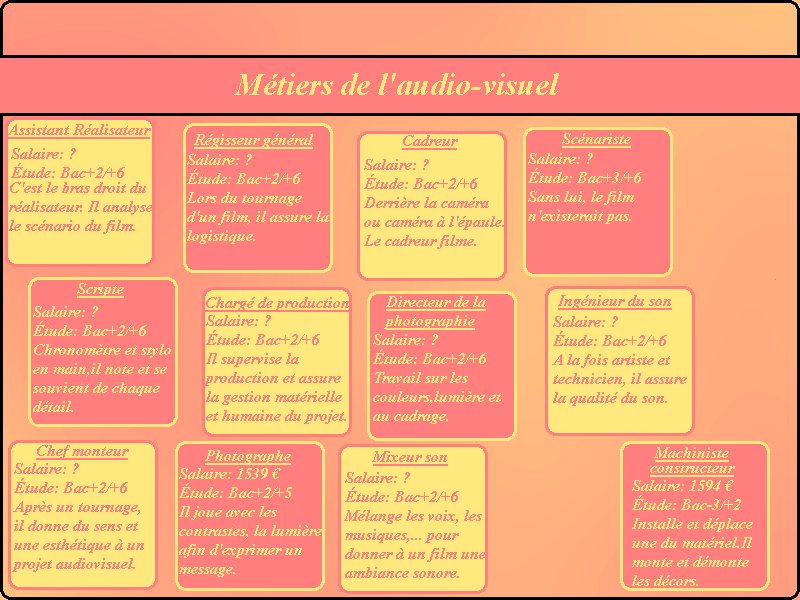 Métiers de l'audio-visuel
Assistant Réalisateur
Salaire: ?
Étude: Bac+2/+6
C'est le bras droit du
réalisateur. Il analyse
le scénario du film.
Régisseur général
Salaire: ?
Étude: Bac+2/+6
Lors du tournage
d'un film, il assure la
logistique.
Cadreur
Salaire: ?
Étude: Bac+2/+6
Derrière la caméra
ou caméra à l'épaule.
Le cadreur filme.
Scénariste
Salaire: ?
Étude: Bac+3/+6
Sans lui, le film
n'existerait pas.
Scripte
Salaire: ?
Étude: Bac+2/+6
Chronomètre et stylo
en main,il note et se
souvient de chaque
détail.
Chargé de production
Salaire: ?
Étude: Bac+2/+6
Il supervise la
production et assure
la gestion matérielle
et humaine du projet.
Directeur de la
photographie
Salaire: ?
Étude: Bac+2/+6
Travail sur les
couleurs,lumière et
au cadrage.
Ingénieur du son
Salaire: ?
Étude: Bac+2/+6
A la fois artiste et
technicien, il assure
la qualité du son.
Chef monteur
Salaire: ?
Étude: Bac+2/+6
Après un tournage,
il donne du sens et
une esthétique à un
projet audiovisuel.
Photographe
Salaire: 1539 €
Étude: Bac+2/+5
Il joue avec les
contrastes, la lumière
afin d'exprimer un
message.
Mixeur son
Salaire: ?
Étude: Bac+2/+6
Mélange les voix, les
musiques,... pour
donner à un film une
ambiance sonore.
Machiniste
constructeur
Salaire: 1594 €
Étude: Bac-3/+2
Installe et déplace
une du matériel.Il
monte et démonte
les décors.